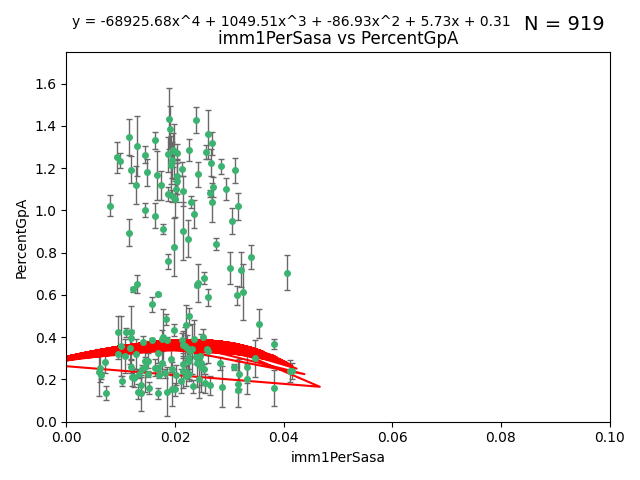 y = -68925.68x^4 + 1049.51x^3 + -86.93x^2 + 5.73x + 0.31 N = 919
imm1PerSasa vs PercentGpA
1.6
1.4
1.2
1.0
0.8
0.6
0.4
0.2
0.0
PercentGpA
0.00 0.02 0.04 0.06 0.08 0.10
imm1PerSasa